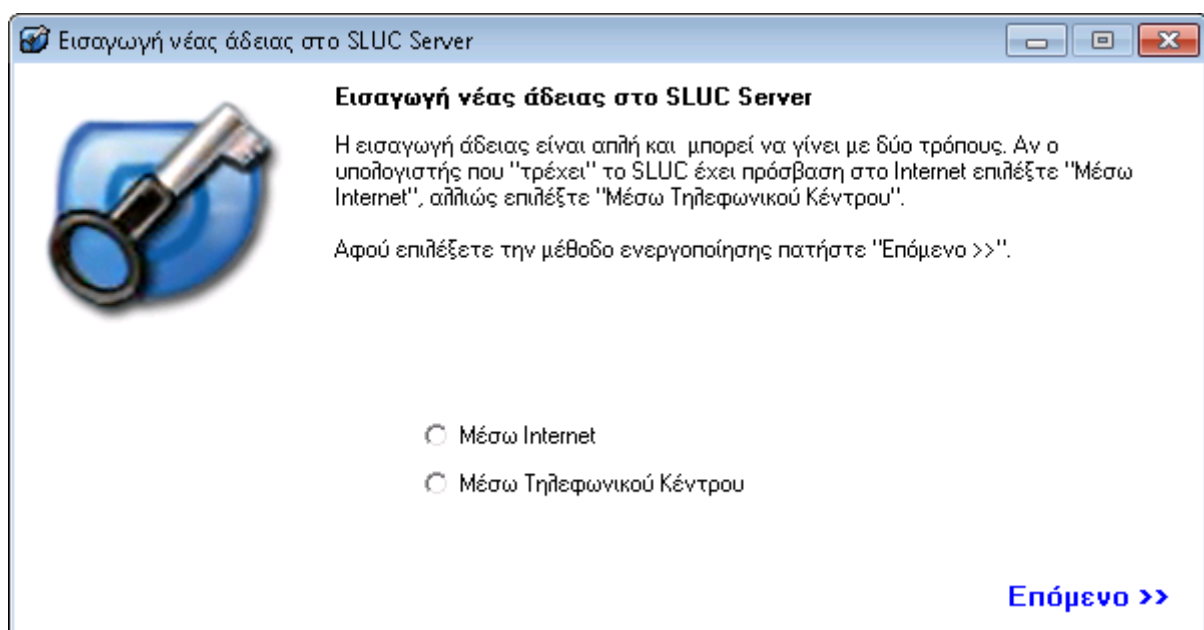 Εισαγωγή νέας άδειας στο SLUC Server
Εισαγωγή νέας άδειας στο SLUC Server
Η εισαγωγή άδειας είναι απλή και μπορεί να γίνει με δύο τρόπους. Αν ο
υπολογιστής που "τρέχει" το SLUC έχει πρόσβαση στο Internet επιλέξτε "Μέσω
Internet", αλλιώς επιλέξτε "Μέσω Τηλεφωνικού Κέντρου".
Αφού επιλέξετε την μέθοδο ενεργοποίησης πατήστε "Επόμενο >>".
Μέσω Internet
Μέσω Τηλεφωνικού Κέντρου
Επόμενο >>